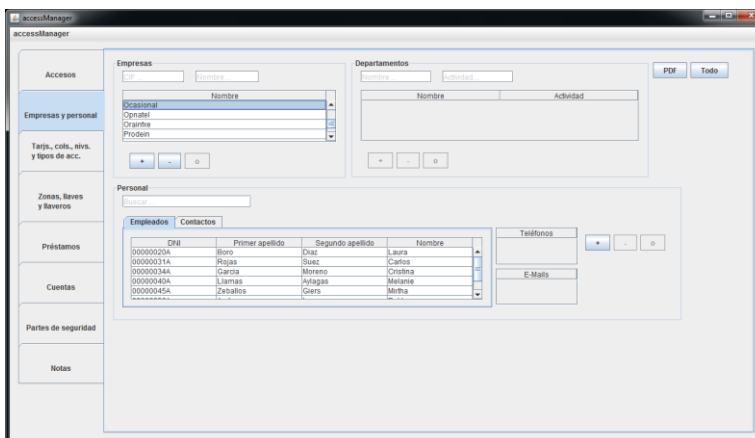 accessManager
accessManager
Accesos
Empresas y personal
Tarjs., cols., nivs.
y tipos de acc.
Zonas, llaves
y llaveros
Préstamos
Cuentas
Partes de seguridad
Notas
Empresas
CIF... Nombre...
Nombre
Ocasional
Opnatel
Orainfre
Prodein
+ - o
Departamentos
Nombre... Actividad...
Nombre Actividad
+ - o
PDF Todo
Personal
Buscar...
Empleados Contactos
DNI Primer apellido Segundo apellido Nombre
00000020A Boro Diaz Laura
00000031A Rojas Suez Carlos
00000034A Garcia Moreno Cristina
00000040A Llamas Aylagas Melanie
00000045A Zeballos Giers Mirtha
Teléfonos
E-Mails
+ - o